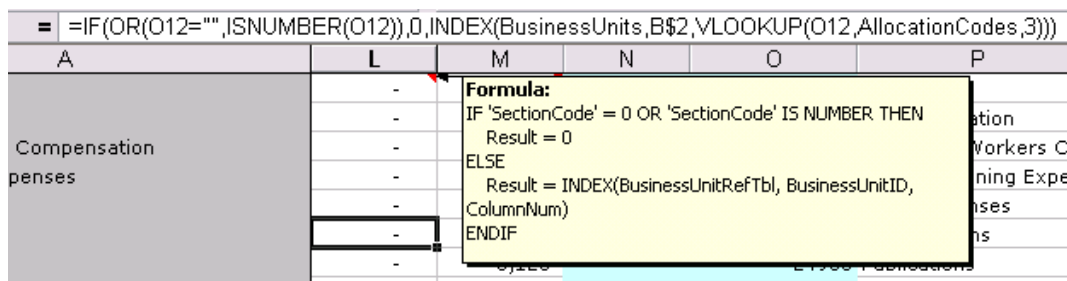 = =IF(OR(O12="",ISNUMBER(O12)),0,INDEX(BusinessUnits,B$2,VLOOKUP(O12,AllocationCodes,3)))
A L M N O P
-
Formula:
IF 'SectionCode' = 0 OR 'SectionCode' IS NUMBER THEN
- ation
Result = 0
Compensation - Workers C
ELSE
penses - ning Expe
Result = INDEX(BusinessUnitRefTbl, BusinessUnitID,
- nses
ColumnNum)
- ns
ENDIF
-